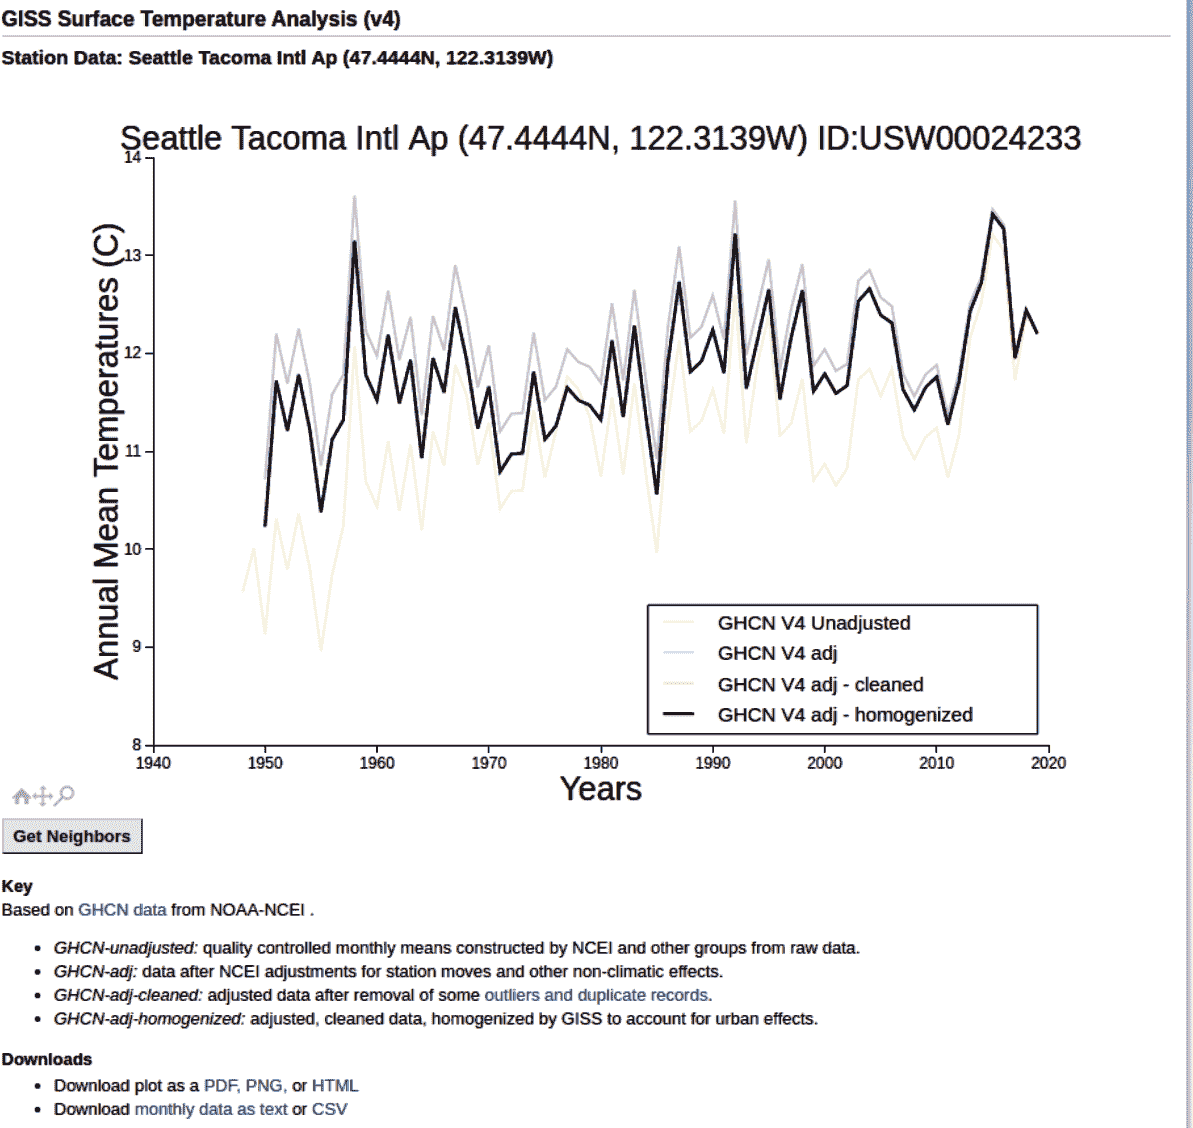 GISS Surface Temperature Analysis (v4)
Station Data: Seattle Tacoma Intl Ap (47.4444N, 122.3139W)
Seattle Tacoma Intl Ap (47.4444N, 122.3139W) ID:USW00024233
14
13
12
11
10
9
8
Annual Mean Temperatures (C)
GHCN V4 Unadjusted
GHCN V4 adj
GHCN V4 adj - cleaned
GHCN V4 adj - homogenized
1940 1950 1960 1970 1980 1990 2000 2010 2020
Years
Get Neighbors
Key
Based on GHCN data from NOAA-NCEI .
• GHCN-unadjusted: quality controlled monthly means constructed by NCEI and other groups from raw data.
• GHCN-adj: data after NCEI adjustments for station moves and other non-climatic effects.
• GHCN-adj-cleaned: adjusted data after removal of some outliers and duplicate records.
• GHCN-adj-homogenized: adjusted, cleaned data, homogenized by GISS to account for urban effects.
Downloads
• Download plot as a PDF, PNG, or HTML
• Download monthly data as text or CSV